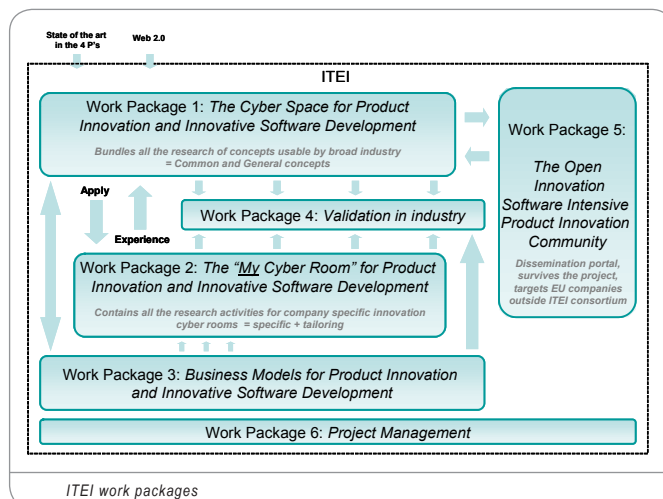 State of the art
in the 4 P's
Web 2.0
ITEI
Work Package 1: The Cyber Space for Product
Innovation and Innovative Software Development
Bundles all the research of concepts usable by broad industry
= Common and General concepts
Work Package 5:
The Open
Innovation
Software Intensive
Product Innovation
Community
Dissemination portal,
survives the project,
targets EU companies
outside ITEI consortium
Apply
Experience
Work Package 4: Validation in industry
Work Package 2: The “My Cyber Room” for Product
Innovation and Innovative Software Development
Contains all the research activities for company specific innovation
cyber rooms = specific + tailoring
Work Package 3: Business Models for Product Innovation
and Innovative Software Development
Work Package 6: Project Management
ITEI work packages